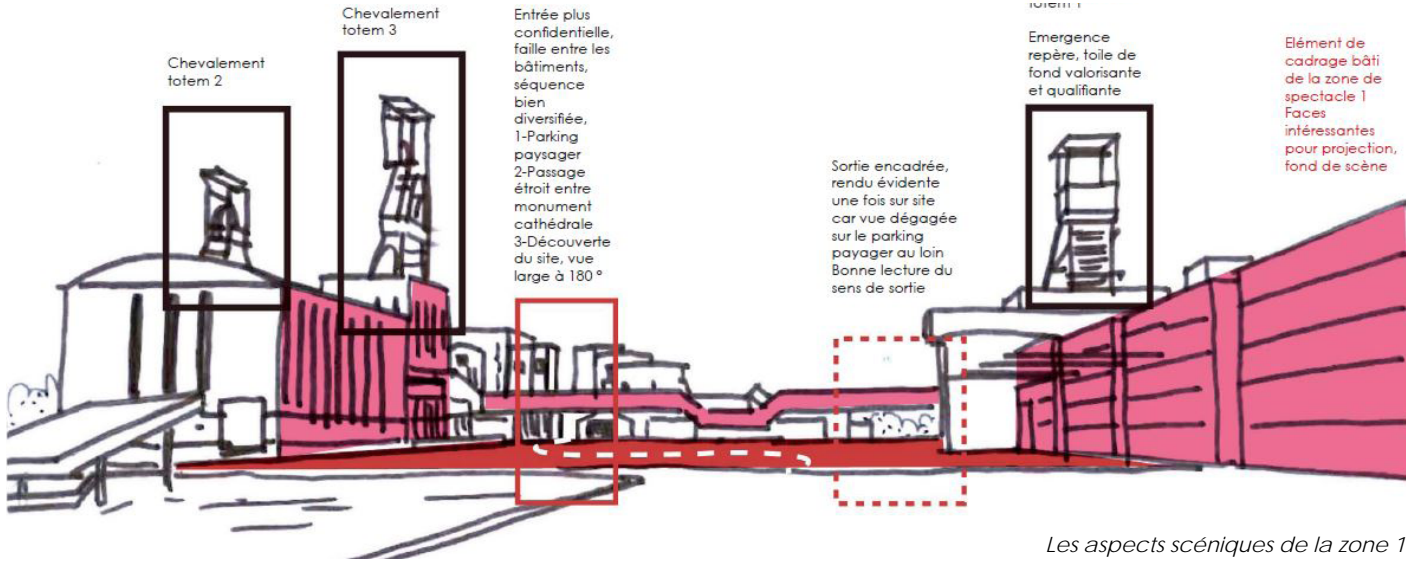 Chevalement
totem 2
Chevalement
totem 3
Entrée plus
confidentielle,
faille entre les
bâtiments,
séquence
bien
diversifiée,
1-Parking
paysager
2-Passage
étroit entre
monument
cathédrale
3-Découverte
du site, vue
large à 180 °
Sortie encadrée,
rendu évidente
une fois sur site
car vue dégagée
sur le parking
payager au loin
Bonne lecture du
sens de sortie
totem 1
Emergence
repère, toile de
fond valorisante
et qualifiante
Elément de
cadrage bâti
de la zone de
spectacle 1
Faces
intéressantes
pour projection,
fond de scène
Les aspects scéniques de la zone 1